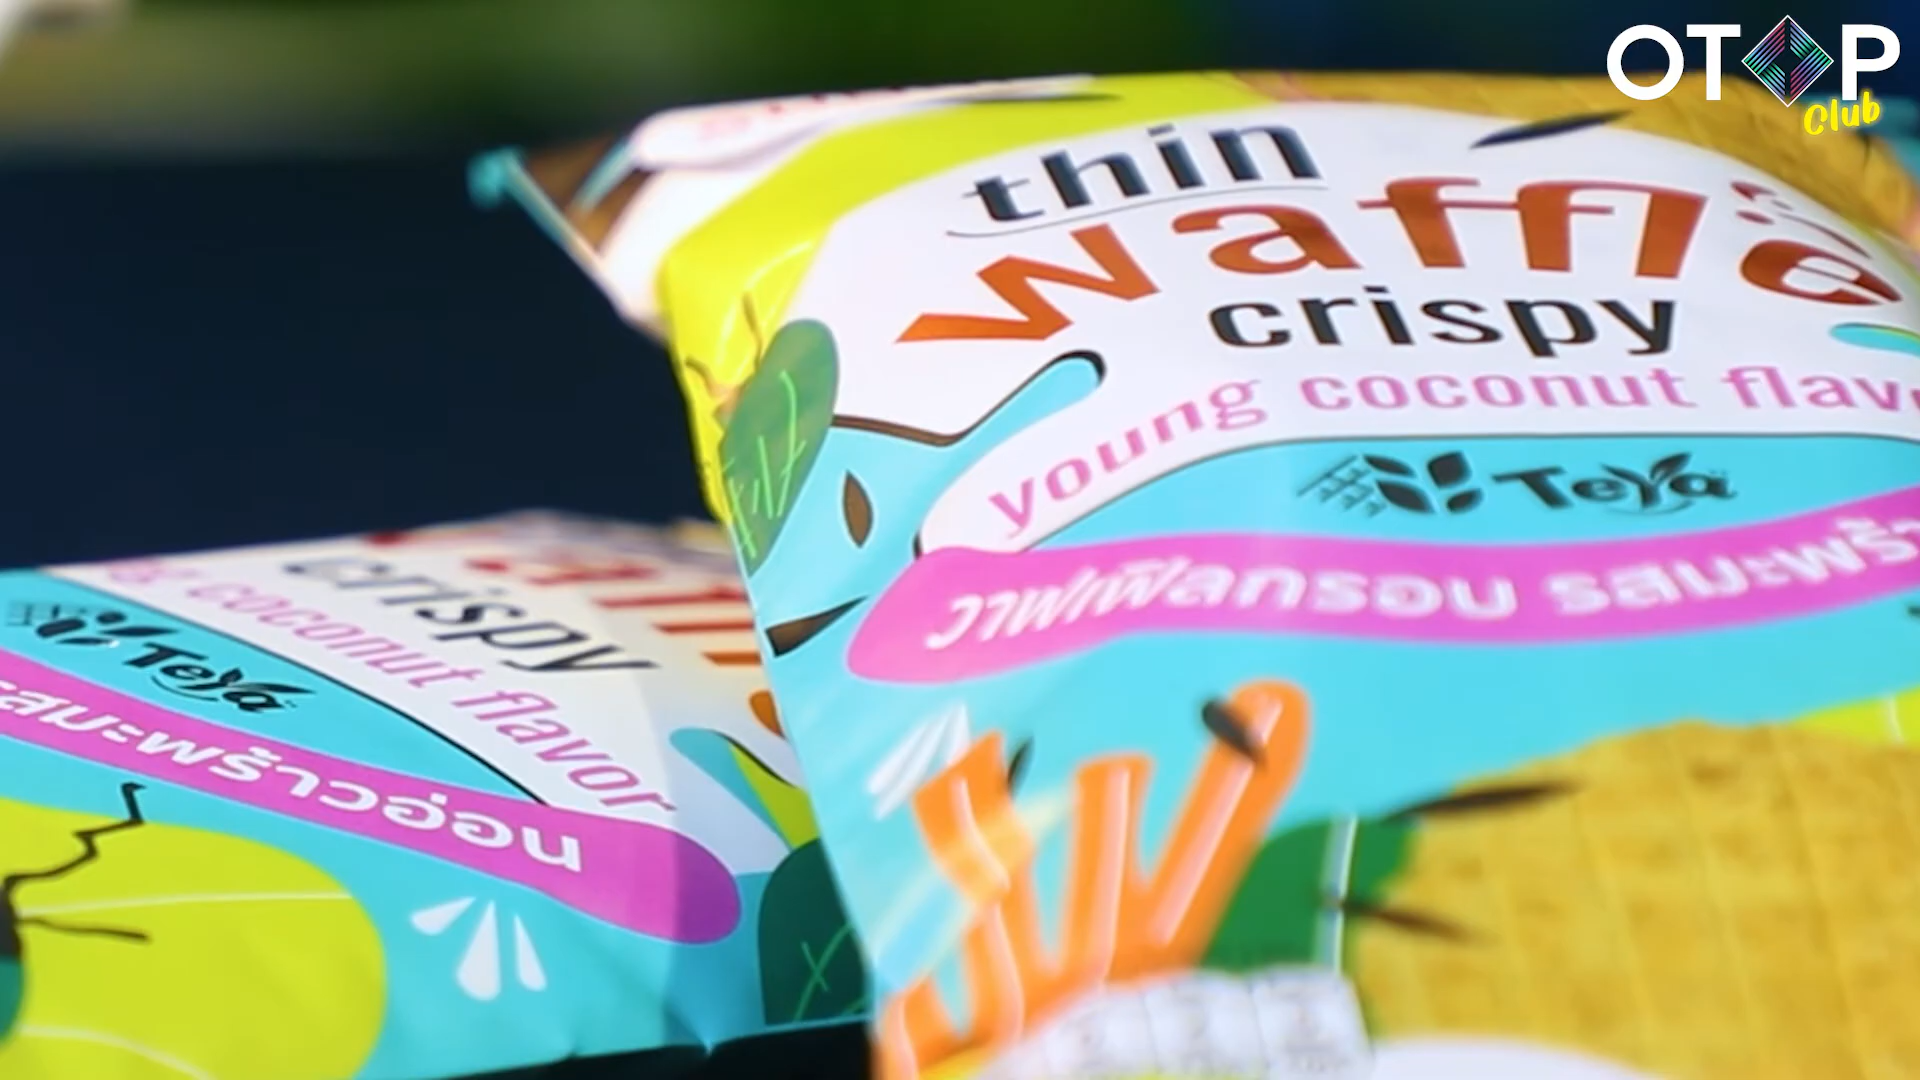 OTOP
Club
thin
waffle
crispy
young coconut flav
TeYa
วาฟเฟิลกรอบ รสมะพร้า
crispy
coconut flavor
TeYa
รสมะพร้าวอ่อน